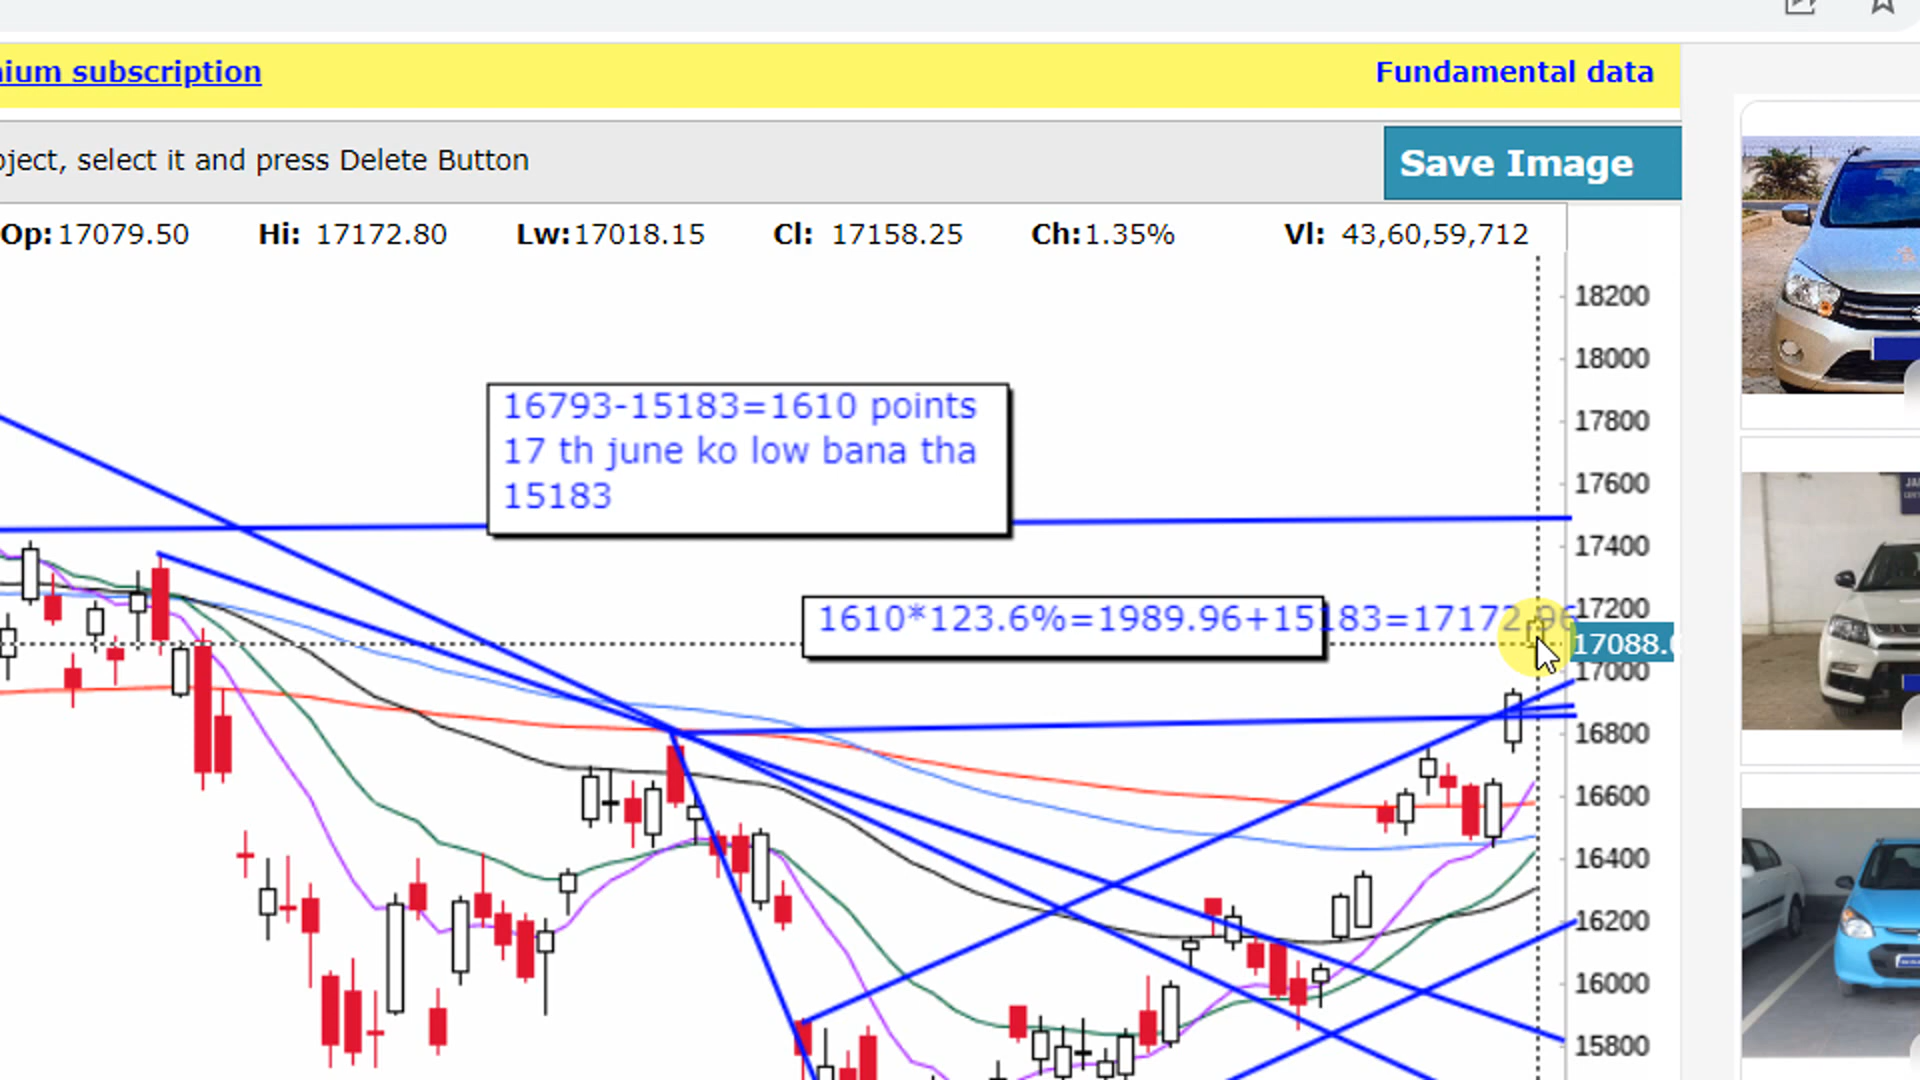 ium subscription
Fundamental data
ject, select it and press Delete Button
Save Image
Op: 17079.50 Hi: 17172.80 Lw: 17018.15 Cl: 17158.25 Ch: 1.35% Vl: 43,60,59,712
16793-15183=1610 points
17 th june ko low bana tha
15183
1610*123.6%=1989.96+15183=17172.96
18200
18000
17800
17600
17400
17200
17088.
17000
16800
16600
16400
16200
16000
15800